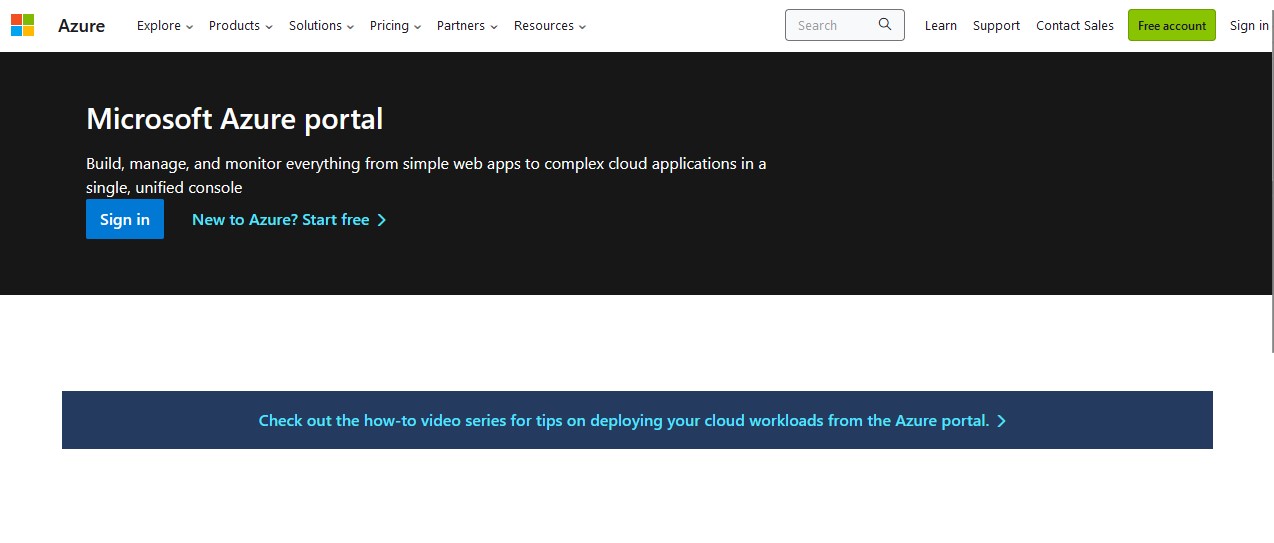 Azure Explore Products Solutions Pricing Partners Resources Search Learn Support Contact Sales Free account Sign in
Microsoft Azure portal
Build, manage, and monitor everything from simple web apps to complex cloud applications in a
single, unified console
Sign in New to Azure? Start free
Check out the how-to video series for tips on deploying your cloud workloads from the Azure portal.